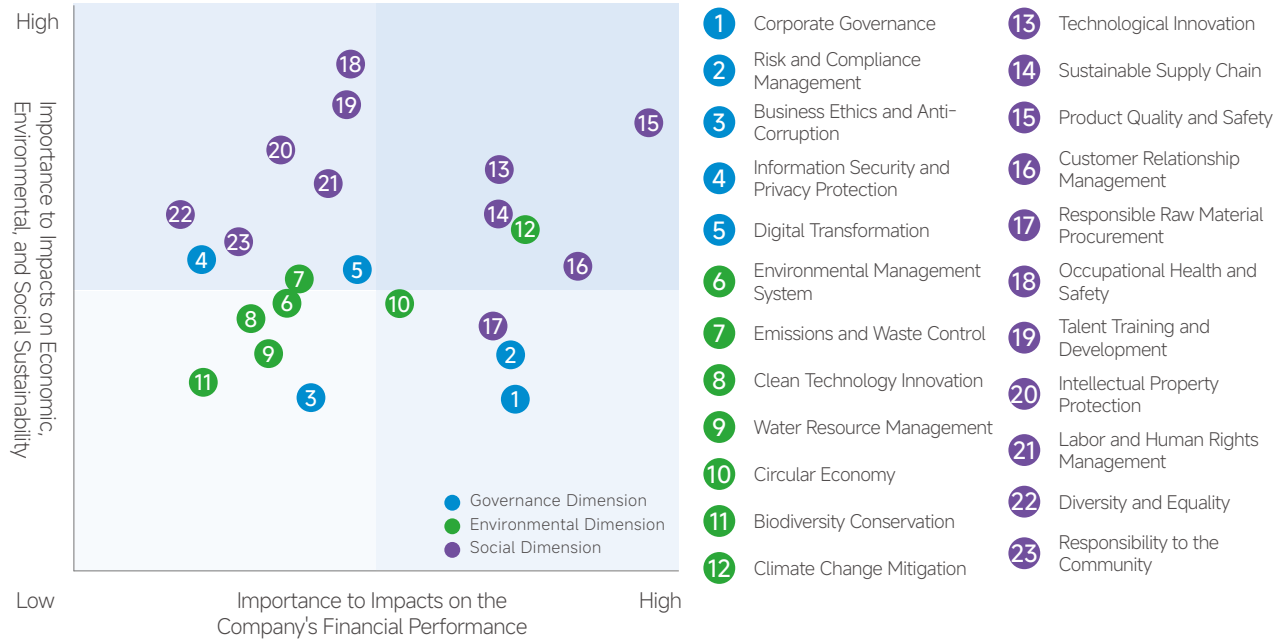 High
Importance to Impacts on Economic,
Environmental, and Social Sustainability
18
19
15
20
13
21
22
14
12
23
4
16
5
7
6
10
8
17
9
2
11
3
1
Governance Dimension
Environmental Dimension
Social Dimension
Low
Importance to Impacts on the
Company's Financial Performance
High
1 Corporate Governance
2 Risk and Compliance
Management
3 Business Ethics and Anti-
Corruption
4 Information Security and
Privacy Protection
5 Digital Transformation
6 Environmental Management
System
7 Emissions and Waste Control
8 Clean Technology Innovation
9 Water Resource Management
10 Circular Economy
11 Biodiversity Conservation
12 Climate Change Mitigation
13 Technological Innovation
14 Sustainable Supply Chain
15 Product Quality and Safety
16 Customer Relationship
Management
17 Responsible Raw Material
Procurement
18 Occupational Health and
Safety
19 Talent Training and
Development
20 Intellectual Property
Protection
21 Labor and Human Rights
Management
22 Diversity and Equality
23 Responsibility to the
Community